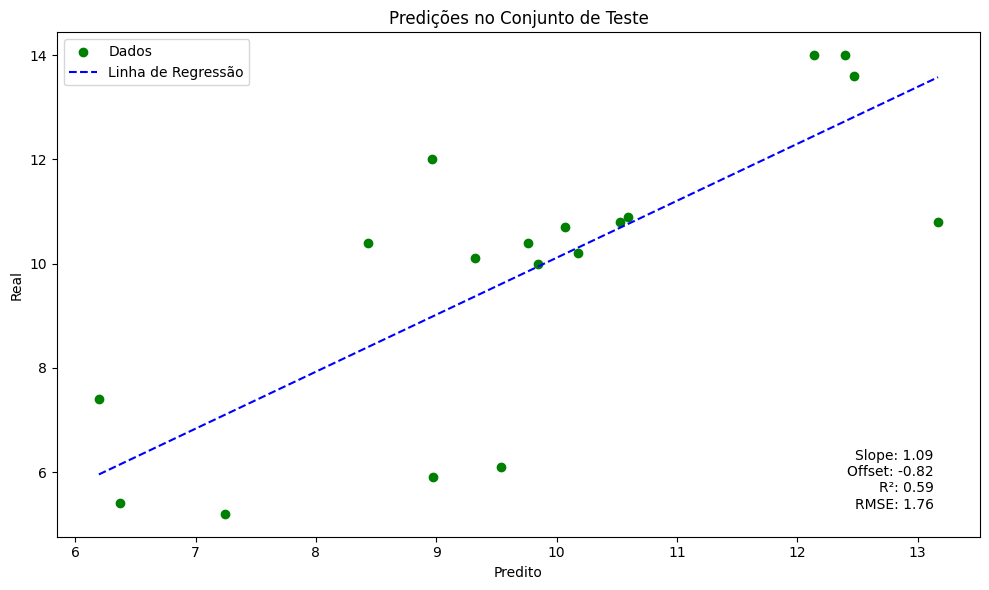 Predições no Conjunto de Teste
Dados
Linha de Regressão
14
12
10
8
6
Real
Slope: 1.09
Offset: -0.82
R²: 0.59
RMSE: 1.76
6 7 8 9 10 11 12 13
Predito